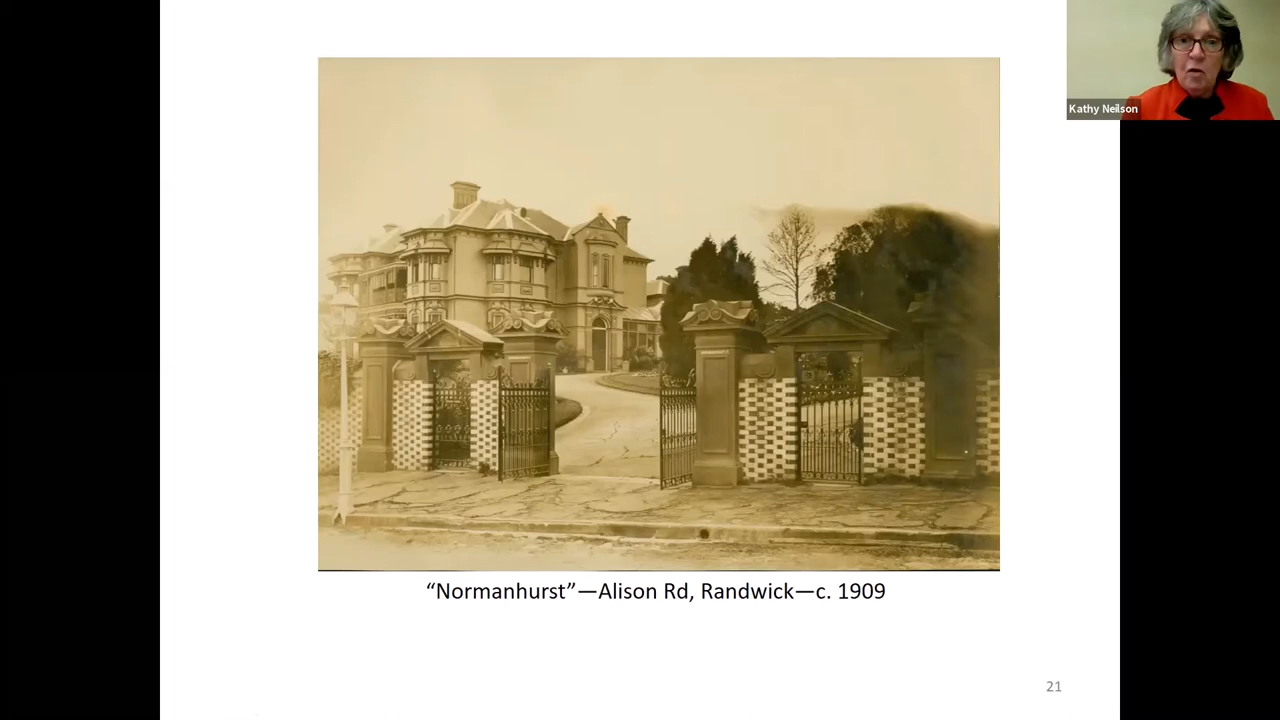 Kathy Neilson
“Normanhurst”—Alison Rd, Randwick—c. 1909
21